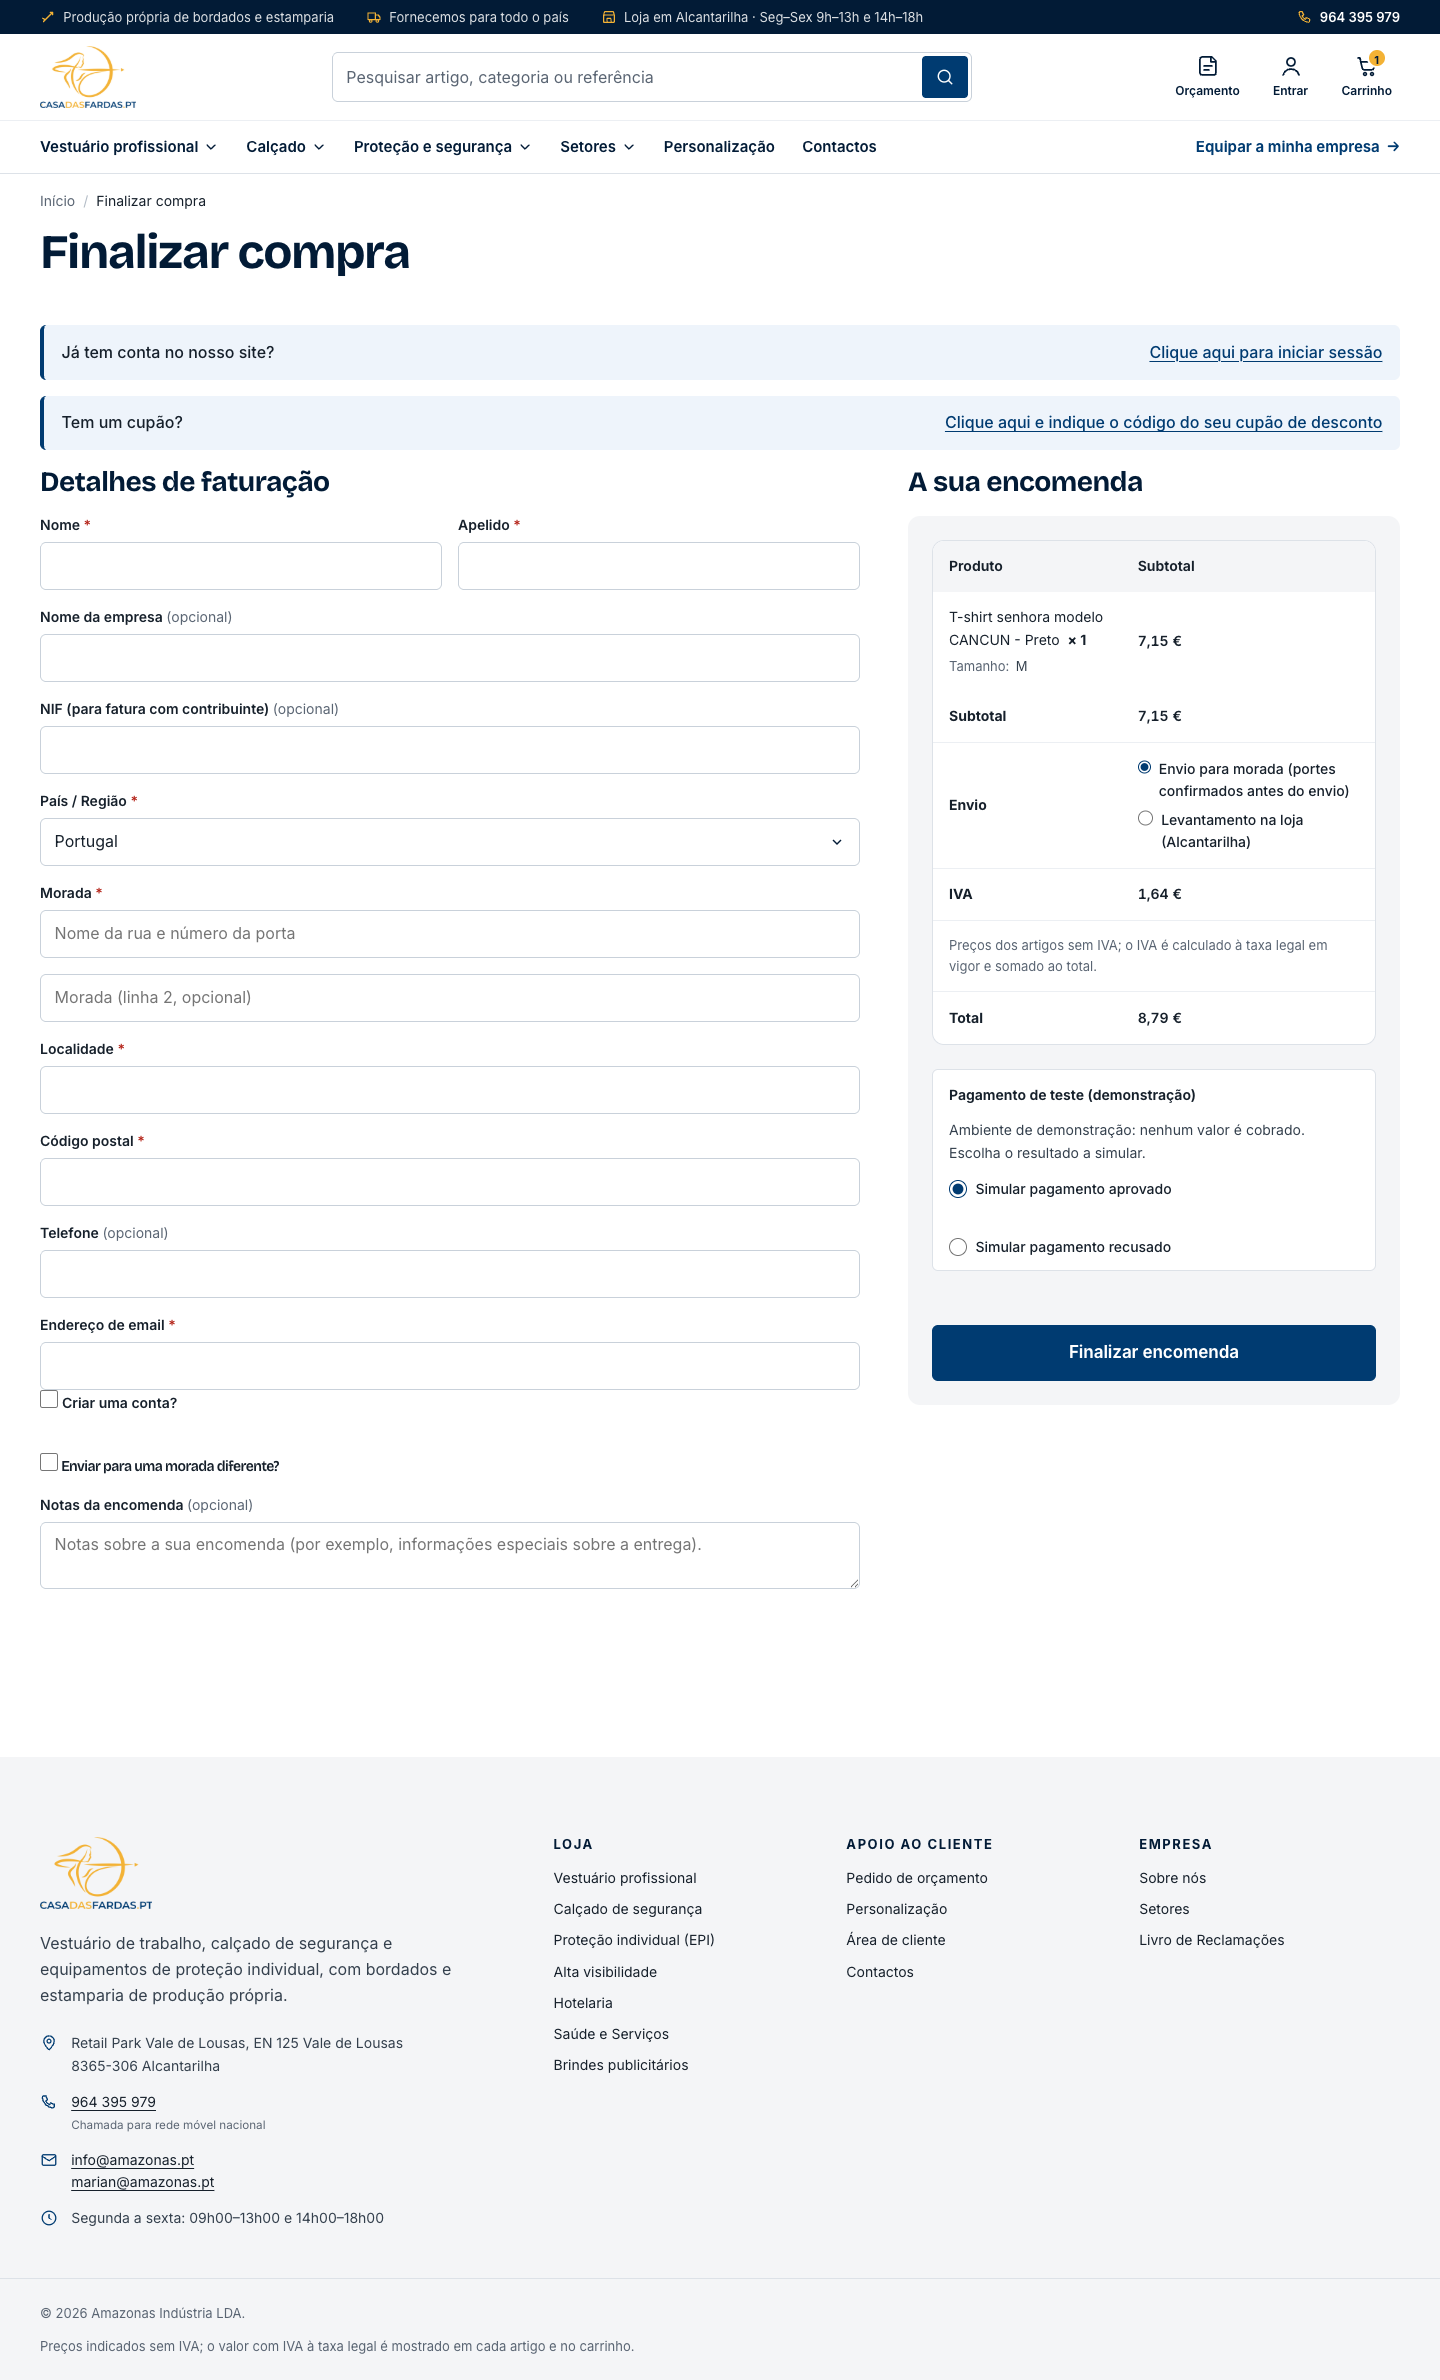 Produção própria de bordados e estamparia
Fornecemos para todo o país
Loja em Alcantarilha · Seg–Sex 9h–13h e 14h–18h
964 395 979
CASADASFARDAS.PT
Pesquisar artigo, categoria ou referência
Orçamento
Entrar
1
Carrinho
Vestuário profissional
Calçado
Proteção e segurança
Setores
Personalização
Contactos
Equipar a minha empresa →
Início / Finalizar compra
Finalizar compra
Já tem conta no nosso site?
Clique aqui para iniciar sessão
Tem um cupão?
Clique aqui e indique o código do seu cupão de desconto
Detalhes de faturação
Nome *
Apelido *
Nome da empresa (opcional)
NIF (para fatura com contribuinte) (opcional)
País / Região *
Portugal
Morada *
Nome da rua e número da porta
Morada (linha 2, opcional)
Localidade *
Código postal *
Telefone (opcional)
Endereço de email *
Criar uma conta?
Enviar para uma morada diferente?
Notas da encomenda (opcional)
Notas sobre a sua encomenda (por exemplo, informações especiais sobre a entrega).
A sua encomenda
Produto
Subtotal
T-shirt senhora modelo
CANCUN - Preto × 1
Tamanho: M
7,15 €
Subtotal
7,15 €
Envio
Envio para morada (portes
confirmados antes do envio)
Levantamento na loja
(Alcantarilha)
IVA
1,64 €
Preços dos artigos sem IVA; o IVA é calculado à taxa legal em
vigor e somado ao total.
Total
8,79 €
Pagamento de teste (demonstração)
Ambiente de demonstração: nenhum valor é cobrado.
Escolha o resultado a simular.
Simular pagamento aprovado
Simular pagamento recusado
Finalizar encomenda
CASADASFARDAS.PT
Vestuário de trabalho, calçado de segurança e
equipamentos de proteção individual, com bordados e
estamparia de produção própria.
Retail Park Vale de Lousas, EN 125 Vale de Lousas
8365-306 Alcantarilha
964 395 979
Chamada para rede móvel nacional
info@amazonas.pt
marian@amazonas.pt
Segunda a sexta: 09h00–13h00 e 14h00–18h00
LOJA
Vestuário profissional
Calçado de segurança
Proteção individual (EPI)
Alta visibilidade
Hotelaria
Saúde e Serviços
Brindes publicitários
APOIO AO CLIENTE
Pedido de orçamento
Personalização
Área de cliente
Contactos
EMPRESA
Sobre nós
Setores
Livro de Reclamações
© 2026 Amazonas Indústria LDA.
Preços indicados sem IVA; o valor com IVA à taxa legal é mostrado em cada artigo e no carrinho.